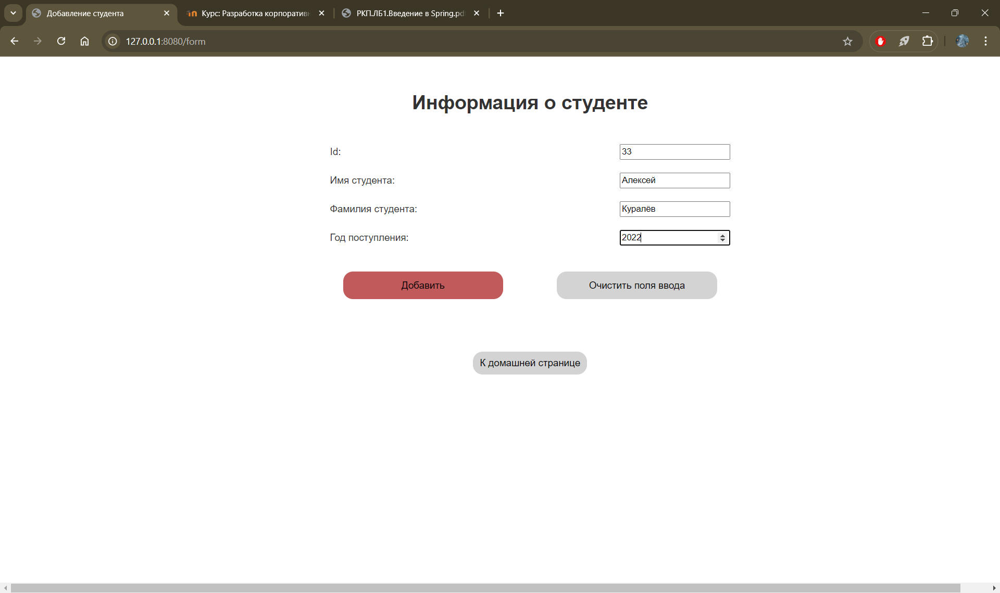 Добавление студента
Курс: Разработка корпоратив
РКП.ЛБ1.Введение в Spring.pd
127.0.0.1:8080/form
Информация о студенте
Id: 33
Имя студента: Алексей
Фамилия студента: Куралёв
Год поступления: 2022
Добавить Очистить поля ввода
К домашней странице